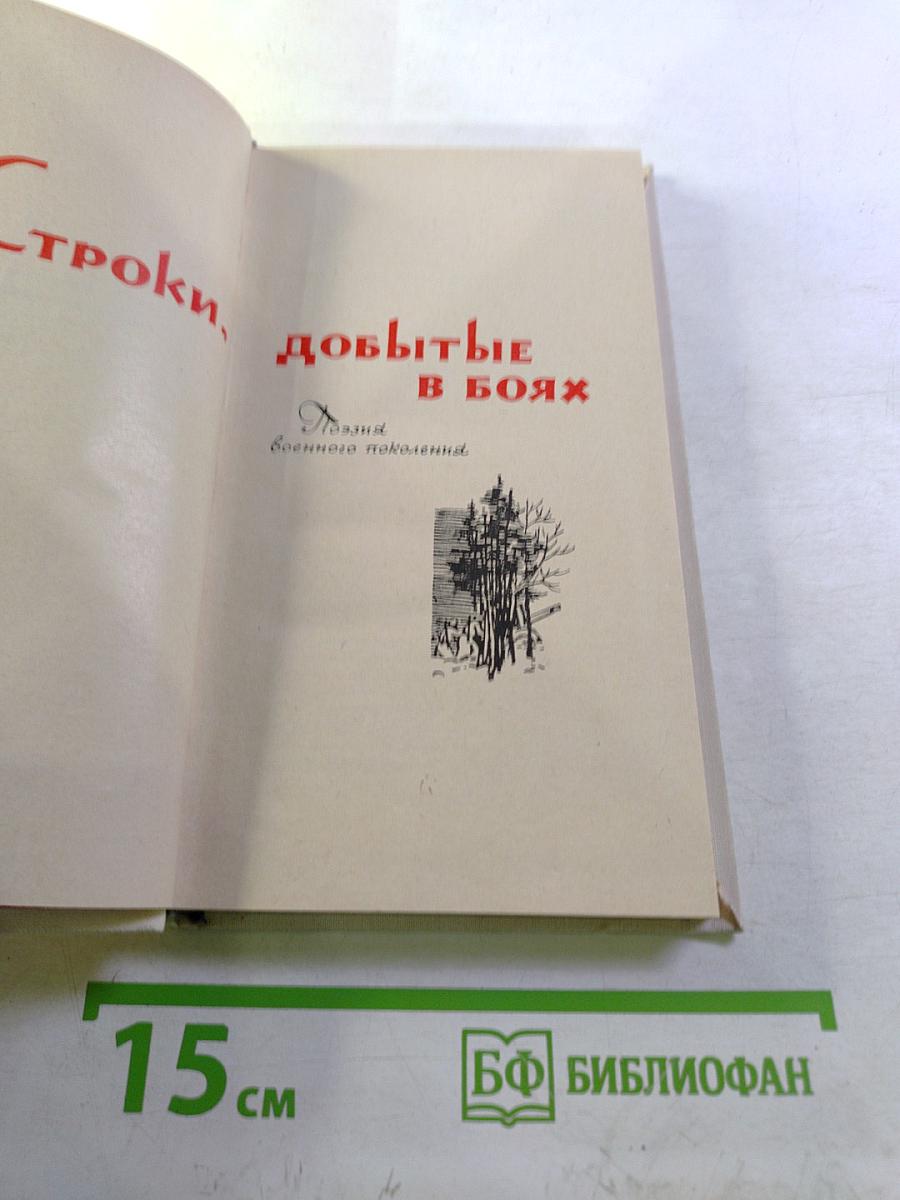 Строки,
добытые
в боях
Поэзия
военного поколения
15 см
БФ БИБЛИОФАН